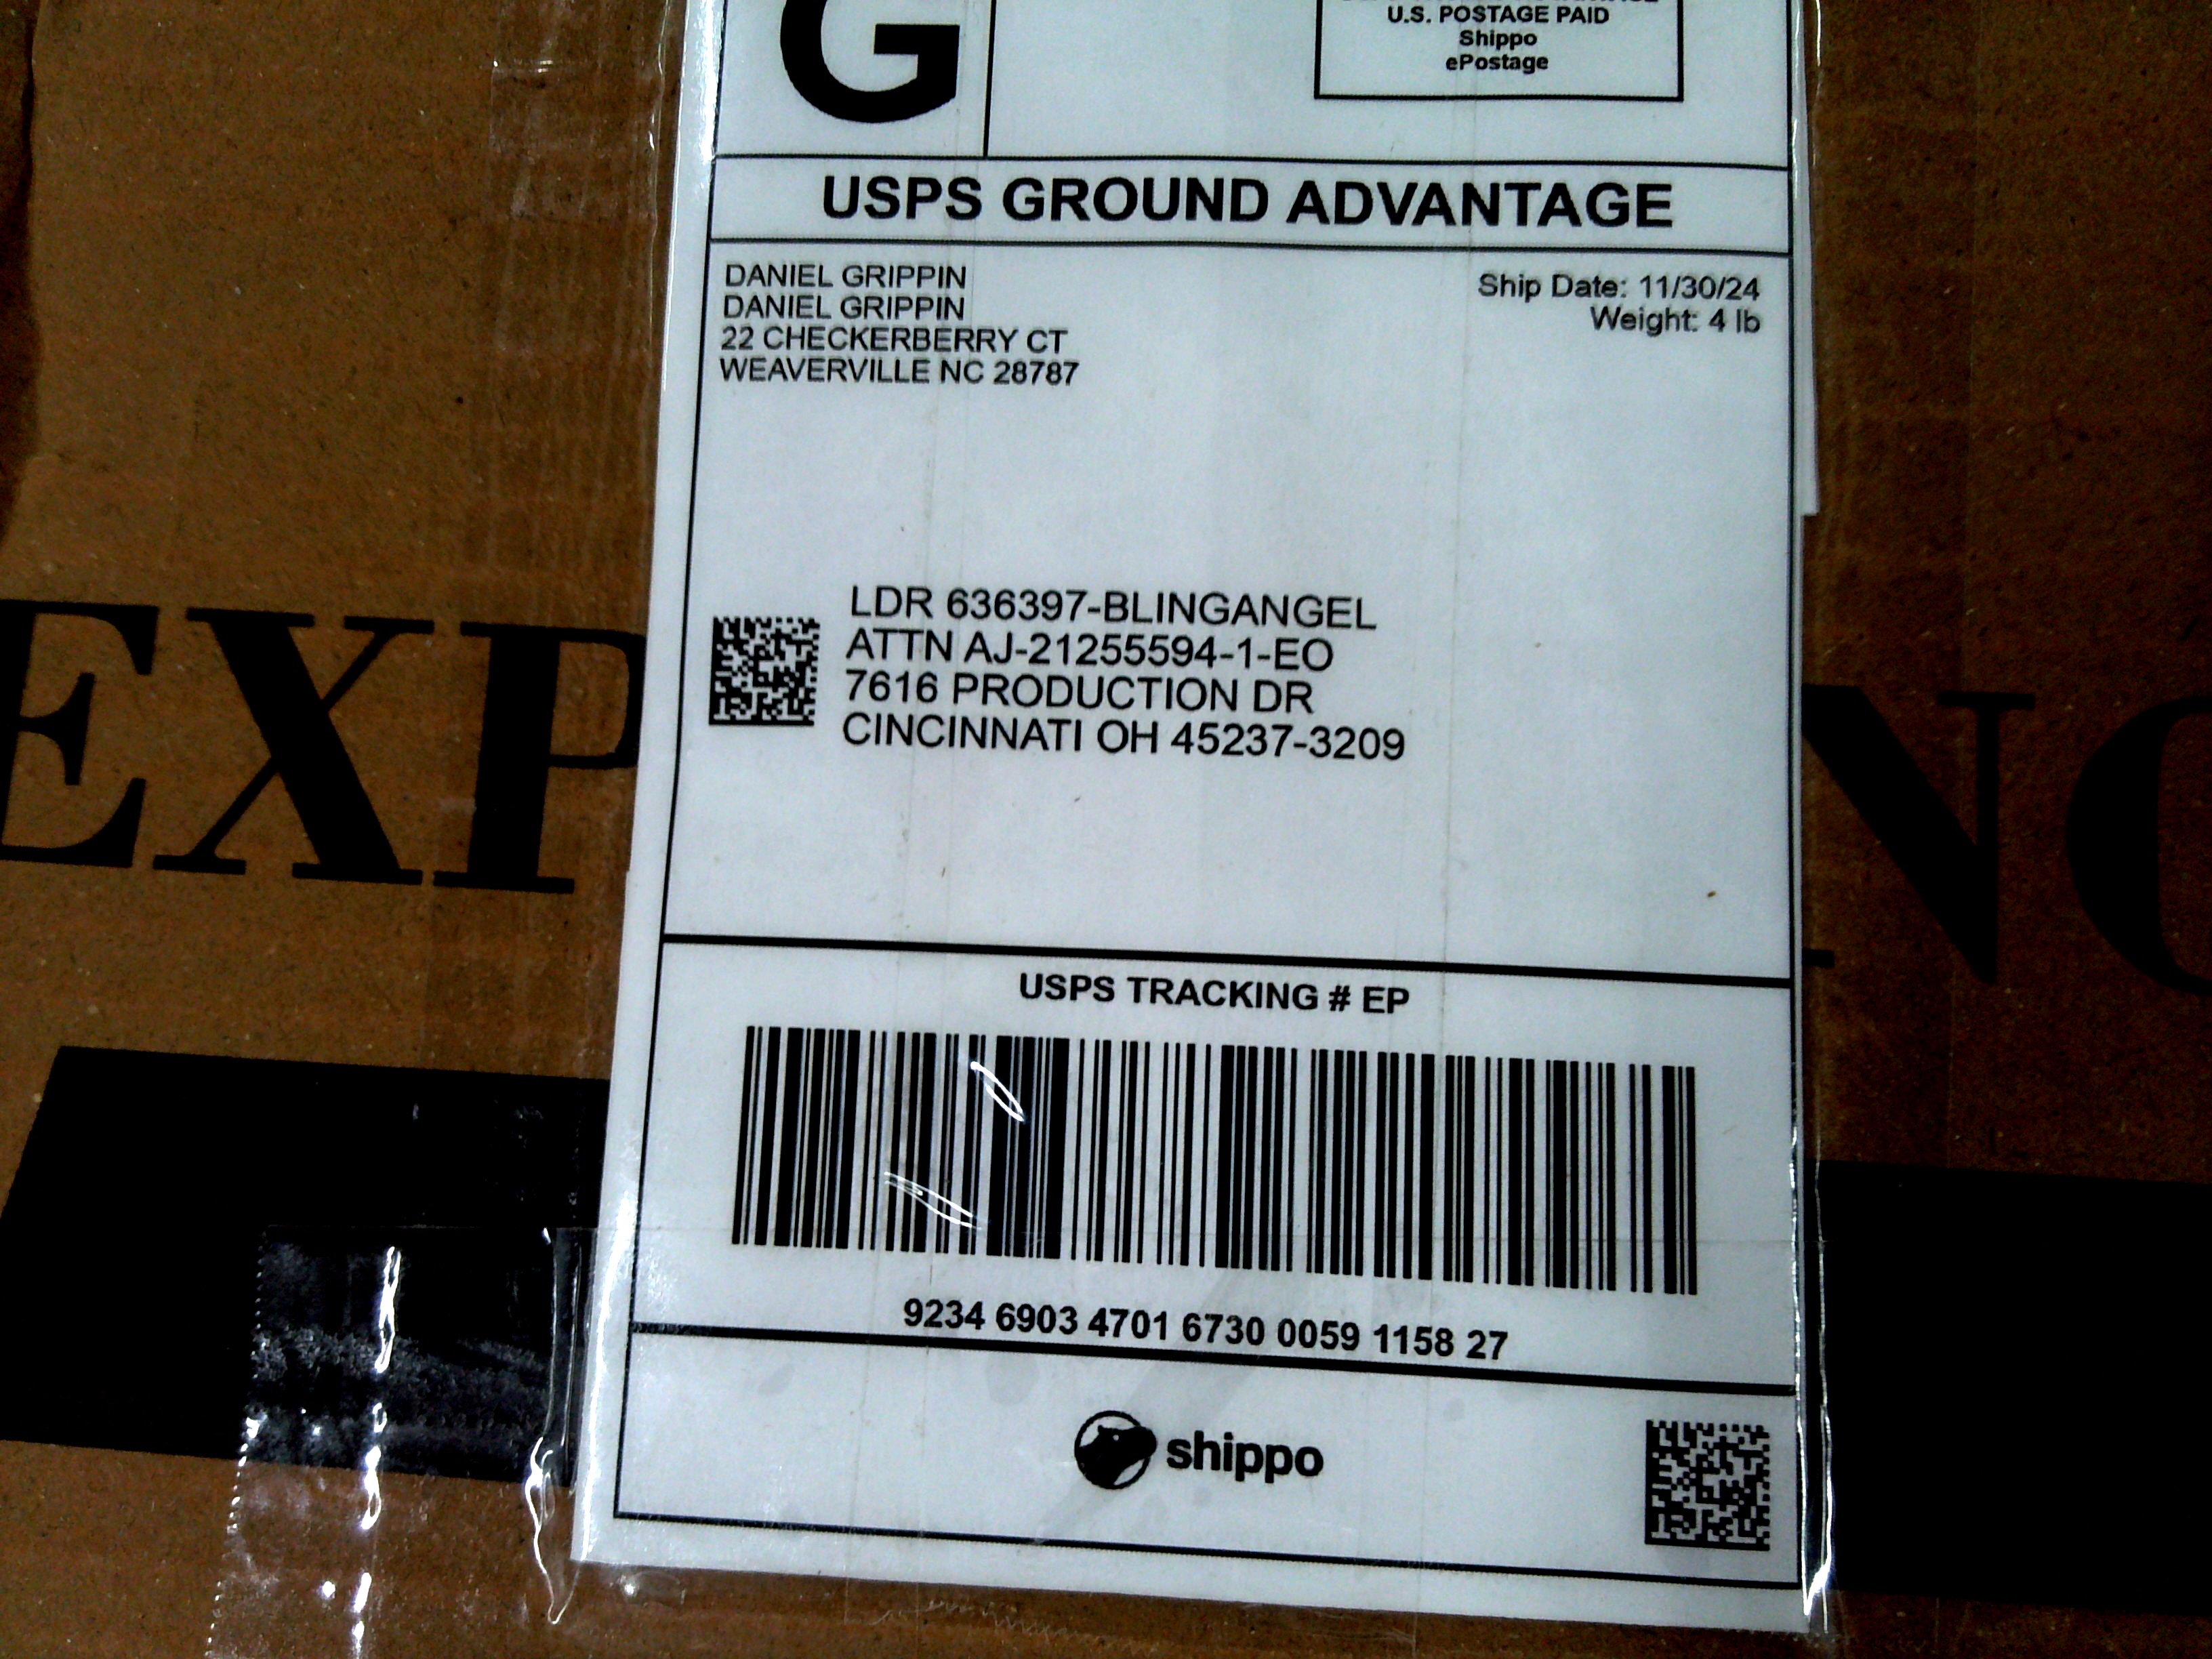 G
U.S. POSTAGE PAID
Shippo
ePostage
USPS GROUND ADVANTAGE
DANIEL GRIPPIN
DANIEL GRIPPIN
22 CHECKERBERRY CT
WEAVERVILLE NC 28787
Ship Date: 11/30/24
Weight: 4 lb
LDR 636397-BLINGANGEL
ATTN AJ-21255594-1-EO
7616 PRODUCTION DR
CINCINNATI OH 45237-3209
EXP
USPS TRACKING # EP
9234 6903 4701 6730 0059 1158 27
shippo